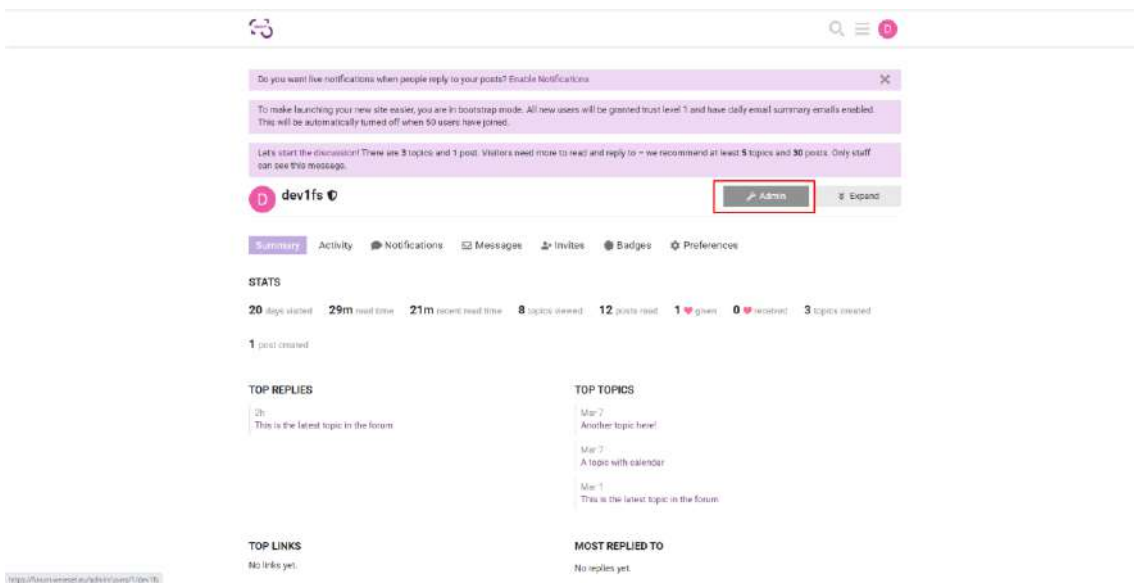 D
Do you want live notifications when people reply to your posts? Enable Notifications
To make launching your new site easier, you are in bootstrap mode. All new users will be granted trust level 1 and have daily email summary emails enabled.
This will be automatically turned off when 50 users have joined.
Let's start the discussion! There are 3 topics and 1 post. Visitors need more to read and reply to – we recommend at least 5 topics and 30 posts. Only staff
can see this message.
D dev1fs Admin Expand
Summary Activity Notifications Messages Invites Badges Preferences
STATS
20 days visited 29m read time 21m recent read time 8 topics viewed 12 posts read 1 given 0 received 3 topics created
1 post created
TOP REPLIES
2h
This is the latest topic in the forum
TOP TOPICS
Mar 7
Another topic here!
Mar 7
A topic with calendar
Mar 1
This is the latest topic in the forum
TOP LINKS
No links yet.
MOST REPLIED TO
No replies yet.